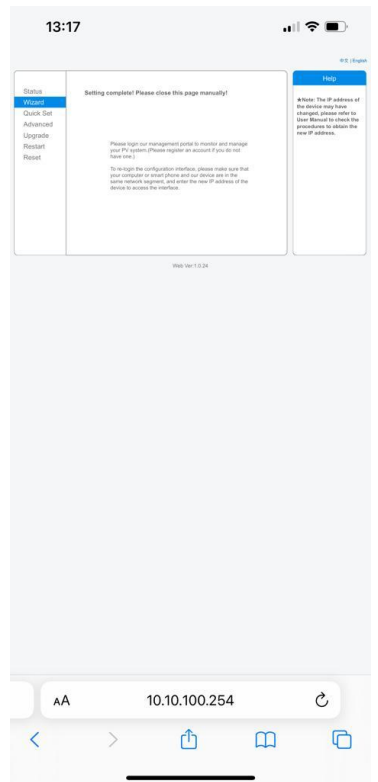 13:17
中文 | English
Status
Wizard
Quick Set
Advanced
Upgrade
Restart
Reset
Setting complete! Please close this page manually!
Please login our management portal to monitor and manage
your PV system.(Please register an account if you do not
have one.)
To re-login the configuration interface, please make sure that
your computer or smart phone and our device are in the
same network segment, and enter the new IP address of the
device to access the interface.
Help
★Note: The IP address of
the device may have
changed, please refer to
User Manual to check the
procedures to obtain the
new IP address.
Web Ver:1.0.24
AA
10.10.100.254